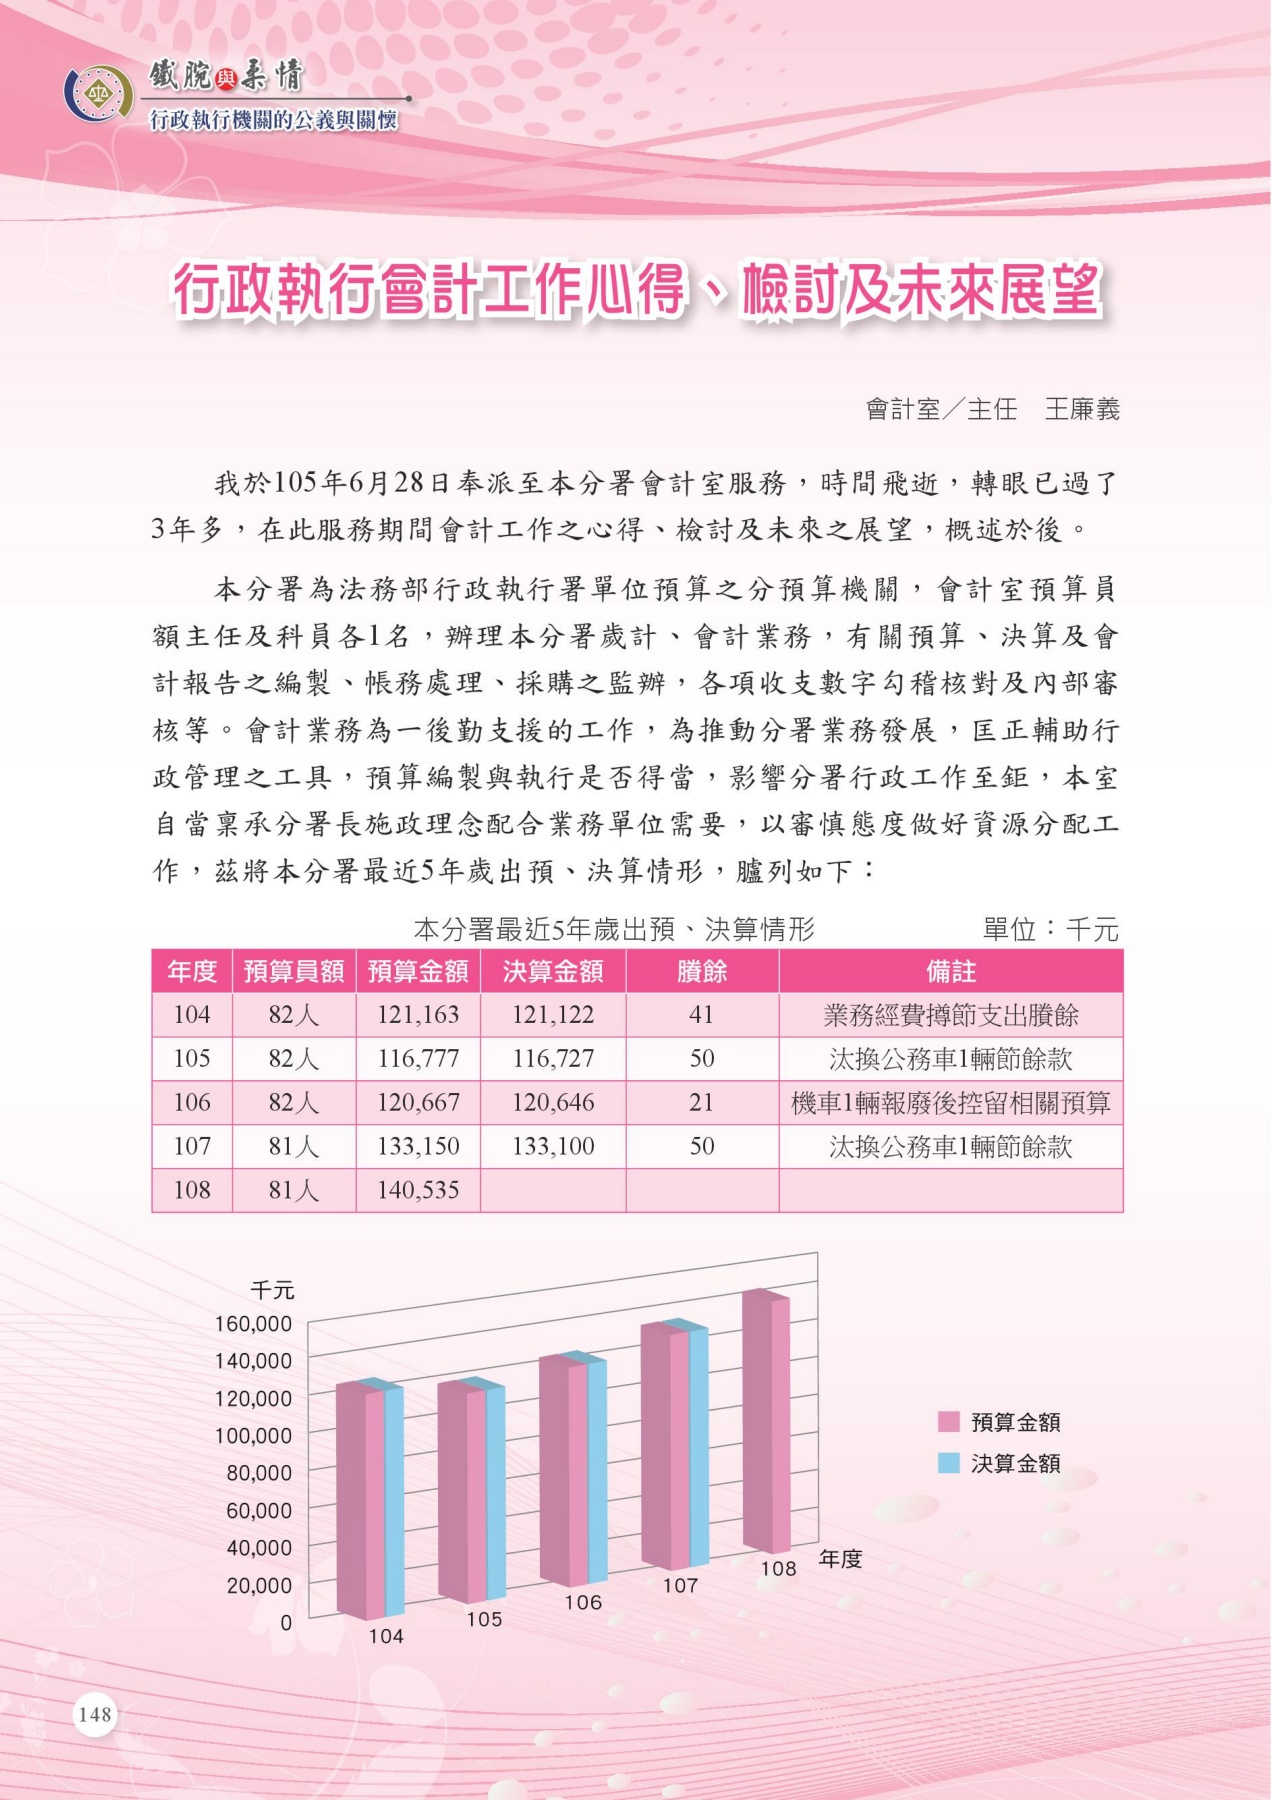 鐵腕與柔情
行政執行機關的公義與關懷
行政執行會計工作心得、檢討及未來展望
會計室／主任　王廉義
我於105年6月28日奉派至本分署會計室服務，時間飛逝，轉眼已過了
3年多，在此服務期間會計工作之心得、檢討及未來之展望，概述於後。
本分署為法務部行政執行署單位預算之分預算機關，會計室預算員
額主任及科員各1名，辦理本分署歲計、會計業務，有關預算、決算及會
計報告之編製、帳務處理、採購之監辦，各項收支數字勾稽核對及內部審
核等。會計業務為一後勤支援的工作，為推動分署業務發展，匡正輔助行
政管理之工具，預算編製與執行是否得當，影響分署行政工作至鉅，本室
自當稟承分署長施政理念配合業務單位需要，以審慎態度做好資源分配工
作，茲將本分署最近5年歲出預、決算情形，臚列如下：
本分署最近5年歲出預、決算情形　單位：千元
年度 預算員額 預算金額 決算金額 賸餘 備註
104 82人 121,163 121,122 41 業務經費撙節支出賸餘
105 82人 116,777 116,727 50 汰換公務車1輛節餘款
106 82人 120,667 120,646 21 機車1輛報廢後控留相關預算
107 81人 133,150 133,100 50 汰換公務車1輛節餘款
108 81人 140,535
千元
160,000
140,000
120,000
100,000
80,000
60,000
40,000
20,000
0
104
105
106
107
108
年度
預算金額
決算金額
148